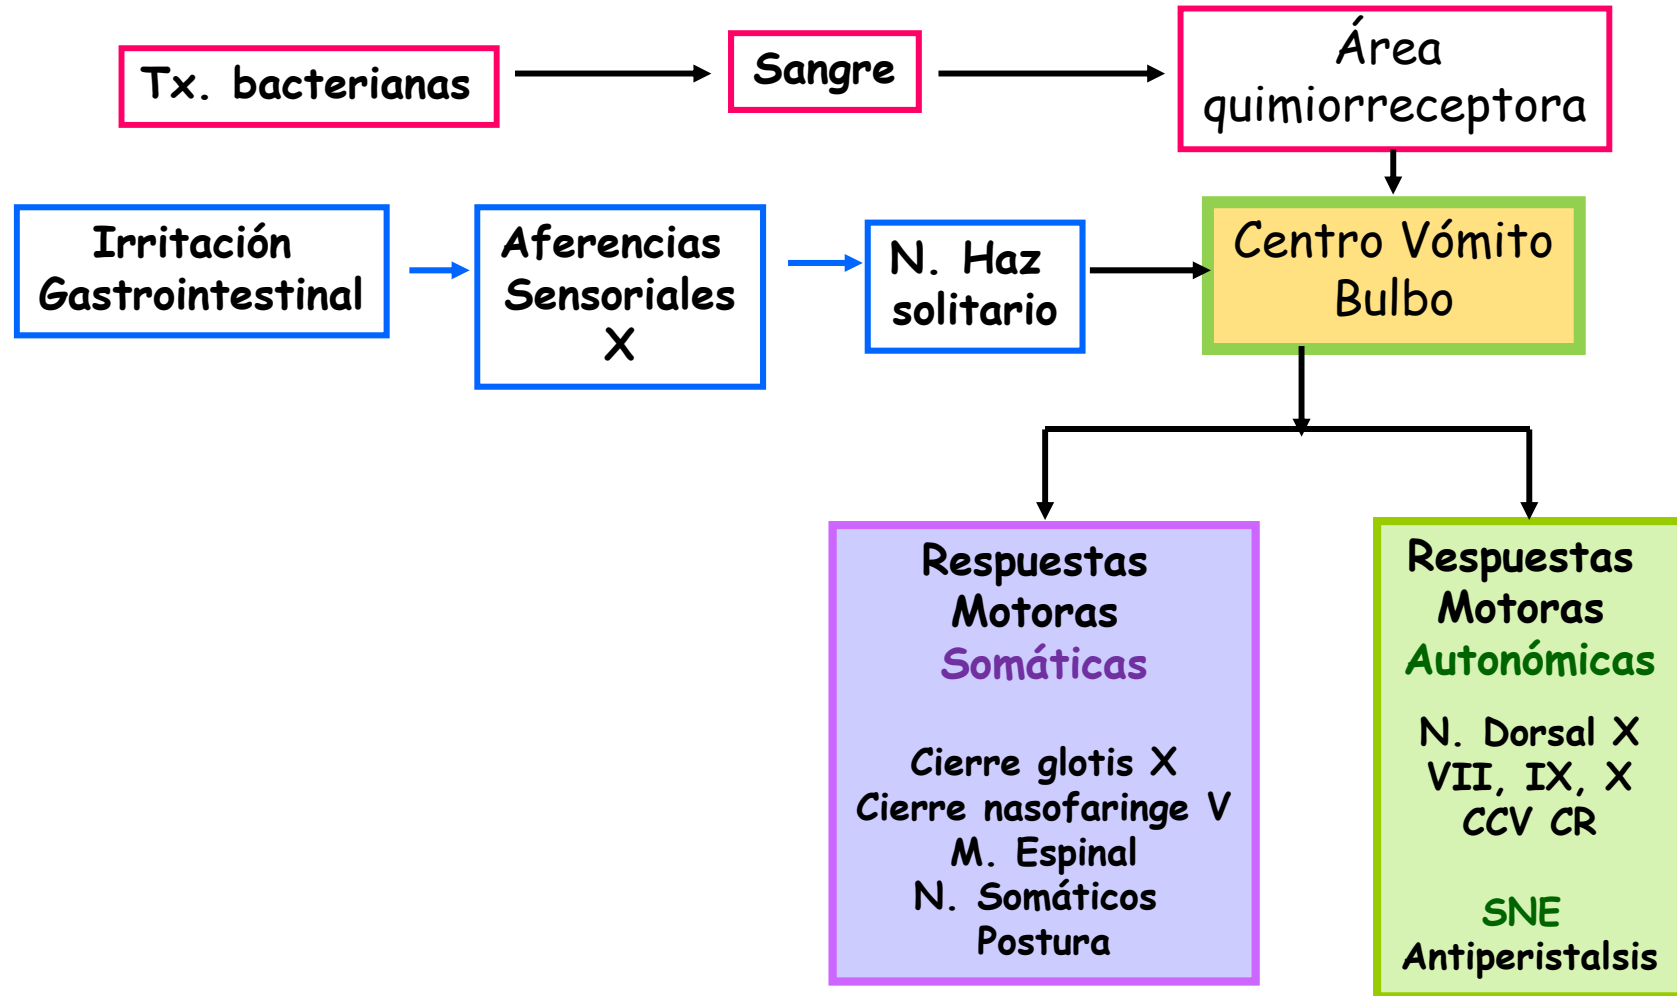 Tx. bacterianas
Sangre
Área
quimiorreceptora
Irritación
Gastrointestinal
Aferencias
Sensoriales
X
N. Haz
solitario
Centro Vómito
Bulbo
Respuestas
Motoras
Somáticas
Cierre glotis X
Cierre nasofaringe V
M. Espinal
N. Somáticos
Postura
Respuestas
Motoras
Autonómicas
N. Dorsal X
VII, IX, X
CCV CR
SNE
Antiperistalsis